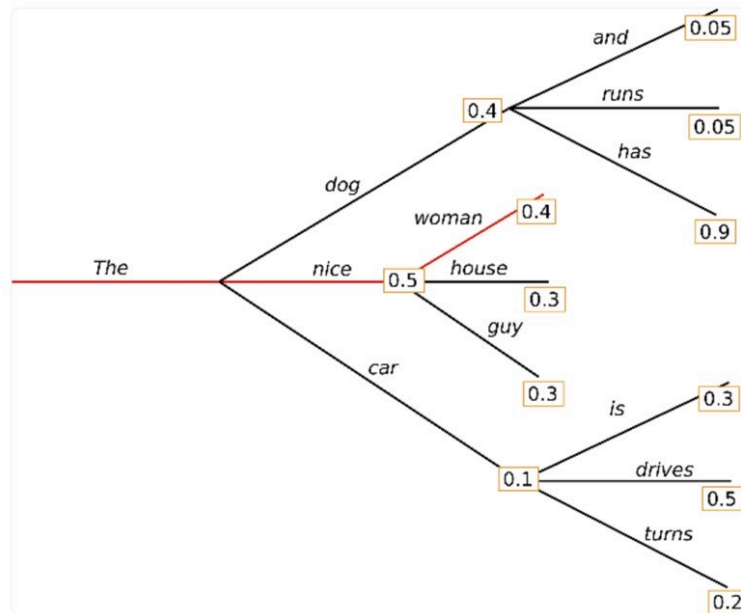 and
0.05
0.4
runs
0.05
has
dog
0.9
woman
0.4
The
nice
0.5
house
0.3
guy
car
0.3
is
0.3
0.1
drives
0.5
turns
0.2